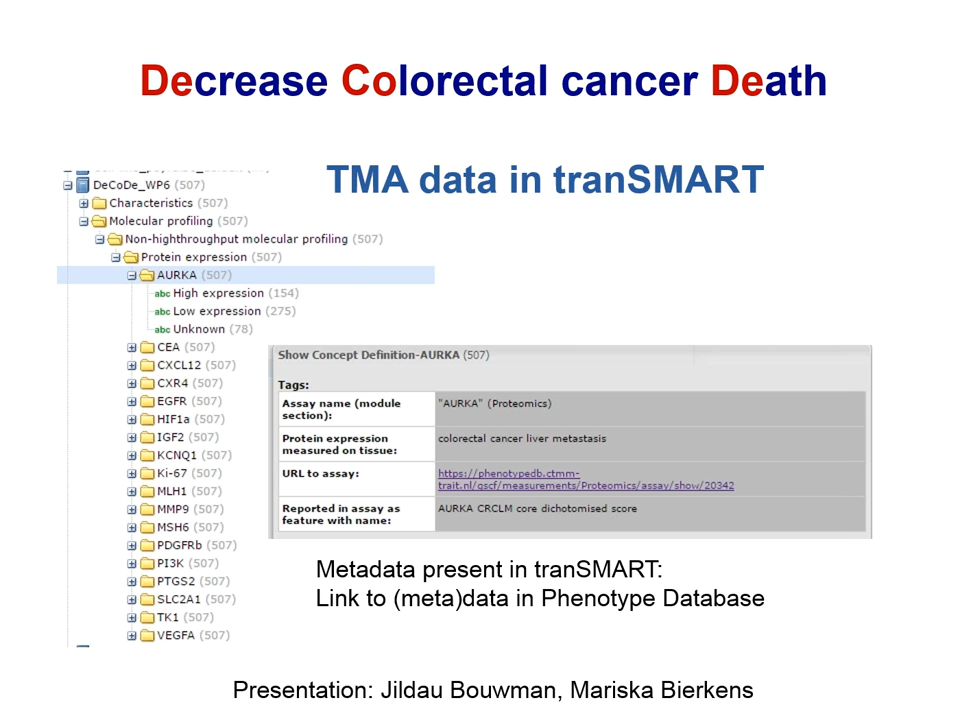 Decrease Colorectal cancer Death
TMA data in tranSMART
DeCoDe_WP6 (507)
Characteristics (507)
Molecular profiling (507)
Non-highthroughput molecular profiling (507)
Protein expression (507)
AURKA (507)
abc High expression (154)
abc Low expression (275)
abc Unknown (78)
CEA (507)
CXCL12 (507)
CXR4 (507)
EGFR (507)
HIF1a (507)
IGF2 (507)
KCNQ1 (507)
Ki-67 (507)
MLH1 (507)
MMP9 (507)
MSH6 (507)
PDGFRb (507)
PI3K (507)
PTGS2 (507)
SLC2A1 (507)
TK1 (507)
VEGFA (507)
Show Concept Definition-AURKA (507)
Tags:
Assay name (module
section):
"AURKA" (Proteomics)
Protein expression
measured on tissue:
colorectal cancer liver metastasis
URL to assay:
https://phenotypedb.ctmm-
trait.nl/gscf/measurements/Proteomics/assay/show/20342
Reported in assay as
feature with name:
AURKA CRCLM core dichotomised score
Metadata present in tranSMART:
Link to (meta)data in Phenotype Database
Presentation: Jildau Bouwman, Mariska Bierkens